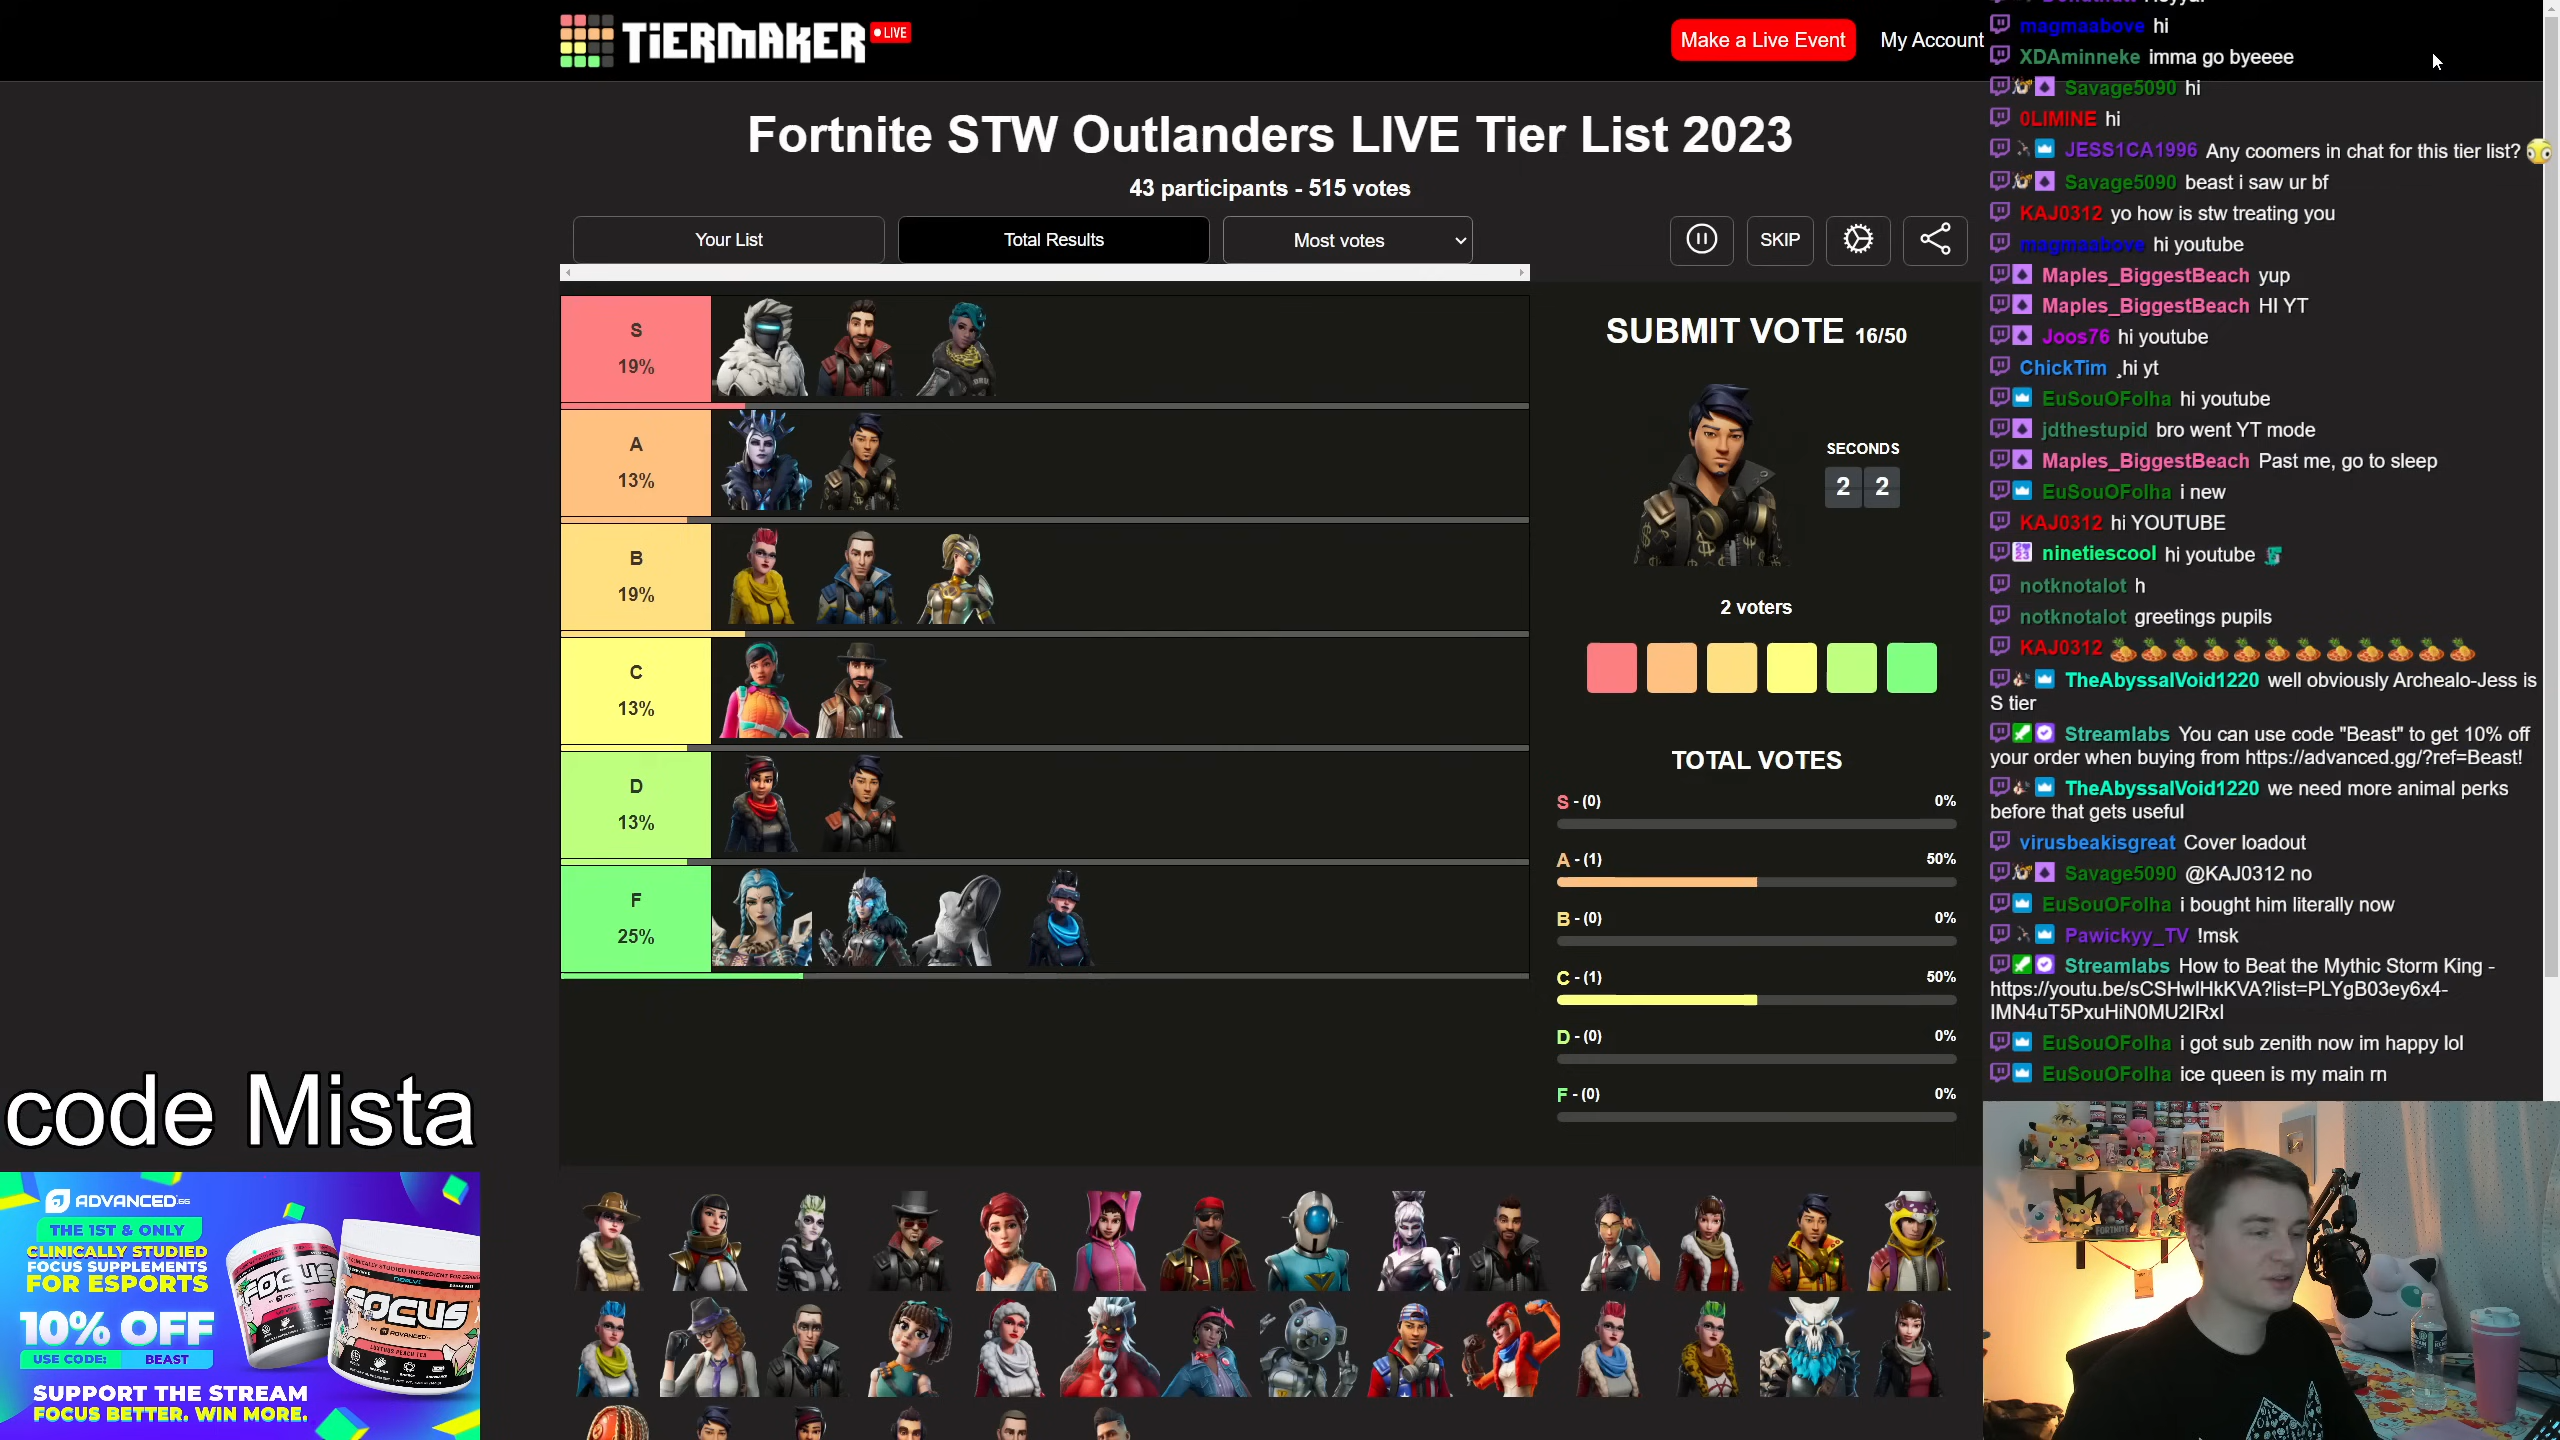 TiERMAKER LIVE
Make a Live Event
My Account
Fortnite STW Outlanders LIVE Tier List 2023
43 participants - 515 votes
Your List
Total Results
Most votes
SKIP
S
19%
A
13%
B
19%
C
13%
D
13%
F
25%
SUBMIT VOTE 16/50
SECONDS
2 2
2 voters
TOTAL VOTES
S - (0) 0%
A - (1) 50%
B - (0) 0%
C - (1) 50%
D - (0) 0%
F - (0) 0%
magmaabove hi
XDAminneke imma go byeeee
Savage5090 hi
0LIMINE hi
JESS1CA1996 Any coomers in chat for this tier list?
Savage5090 beast i saw ur bf
KAJ0312 yo how is stw treating you
magmaabove hi youtube
Maples_BiggestBeach yup
Maples_BiggestBeach HI YT
Joos76 hi youtube
ChickTim ¸hi yt
EuSouOFolha hi youtube
jdthestupid bro went YT mode
Maples_BiggestBeach Past me, go to sleep
EuSouOFolha i new
KAJ0312 hi YOUTUBE
ninetiescool hi youtube
notknotalot h
notknotalot greetings pupils
KAJ0312
TheAbyssalVoid1220 well obviously Archealo-Jess is
S tier
Streamlabs You can use code "Beast" to get 10% off
your order when buying from https://advanced.gg/?ref=Beast!
TheAbyssalVoid1220 we need more animal perks
before that gets useful
virusbeakisgreat Cover loadout
Savage5090 @KAJ0312 no
EuSouOFolha i bought him literally now
Pawickyy_TV !msk
Streamlabs How to Beat the Mythic Storm King -
https://youtu.be/sCSHwlHkKVA?list=PLYgB03ey6x4-
IMN4uT5PxuHiN0MU2IRxl
EuSouOFolha i got sub zenith now im happy lol
EuSouOFolha ice queen is my main rn
code Mista
ADVANCED.GG
THE 1ST & ONLY
CLINICALLY STUDIED
FOCUS SUPPLEMENTS
FOR ESPORTS
10% OFF
USE CODE: BEAST
SUPPORT THE STREAM
FOCUS BETTER. WIN MORE.
FOCUS
FOCUS
BY ADVANCED
FORTNITE